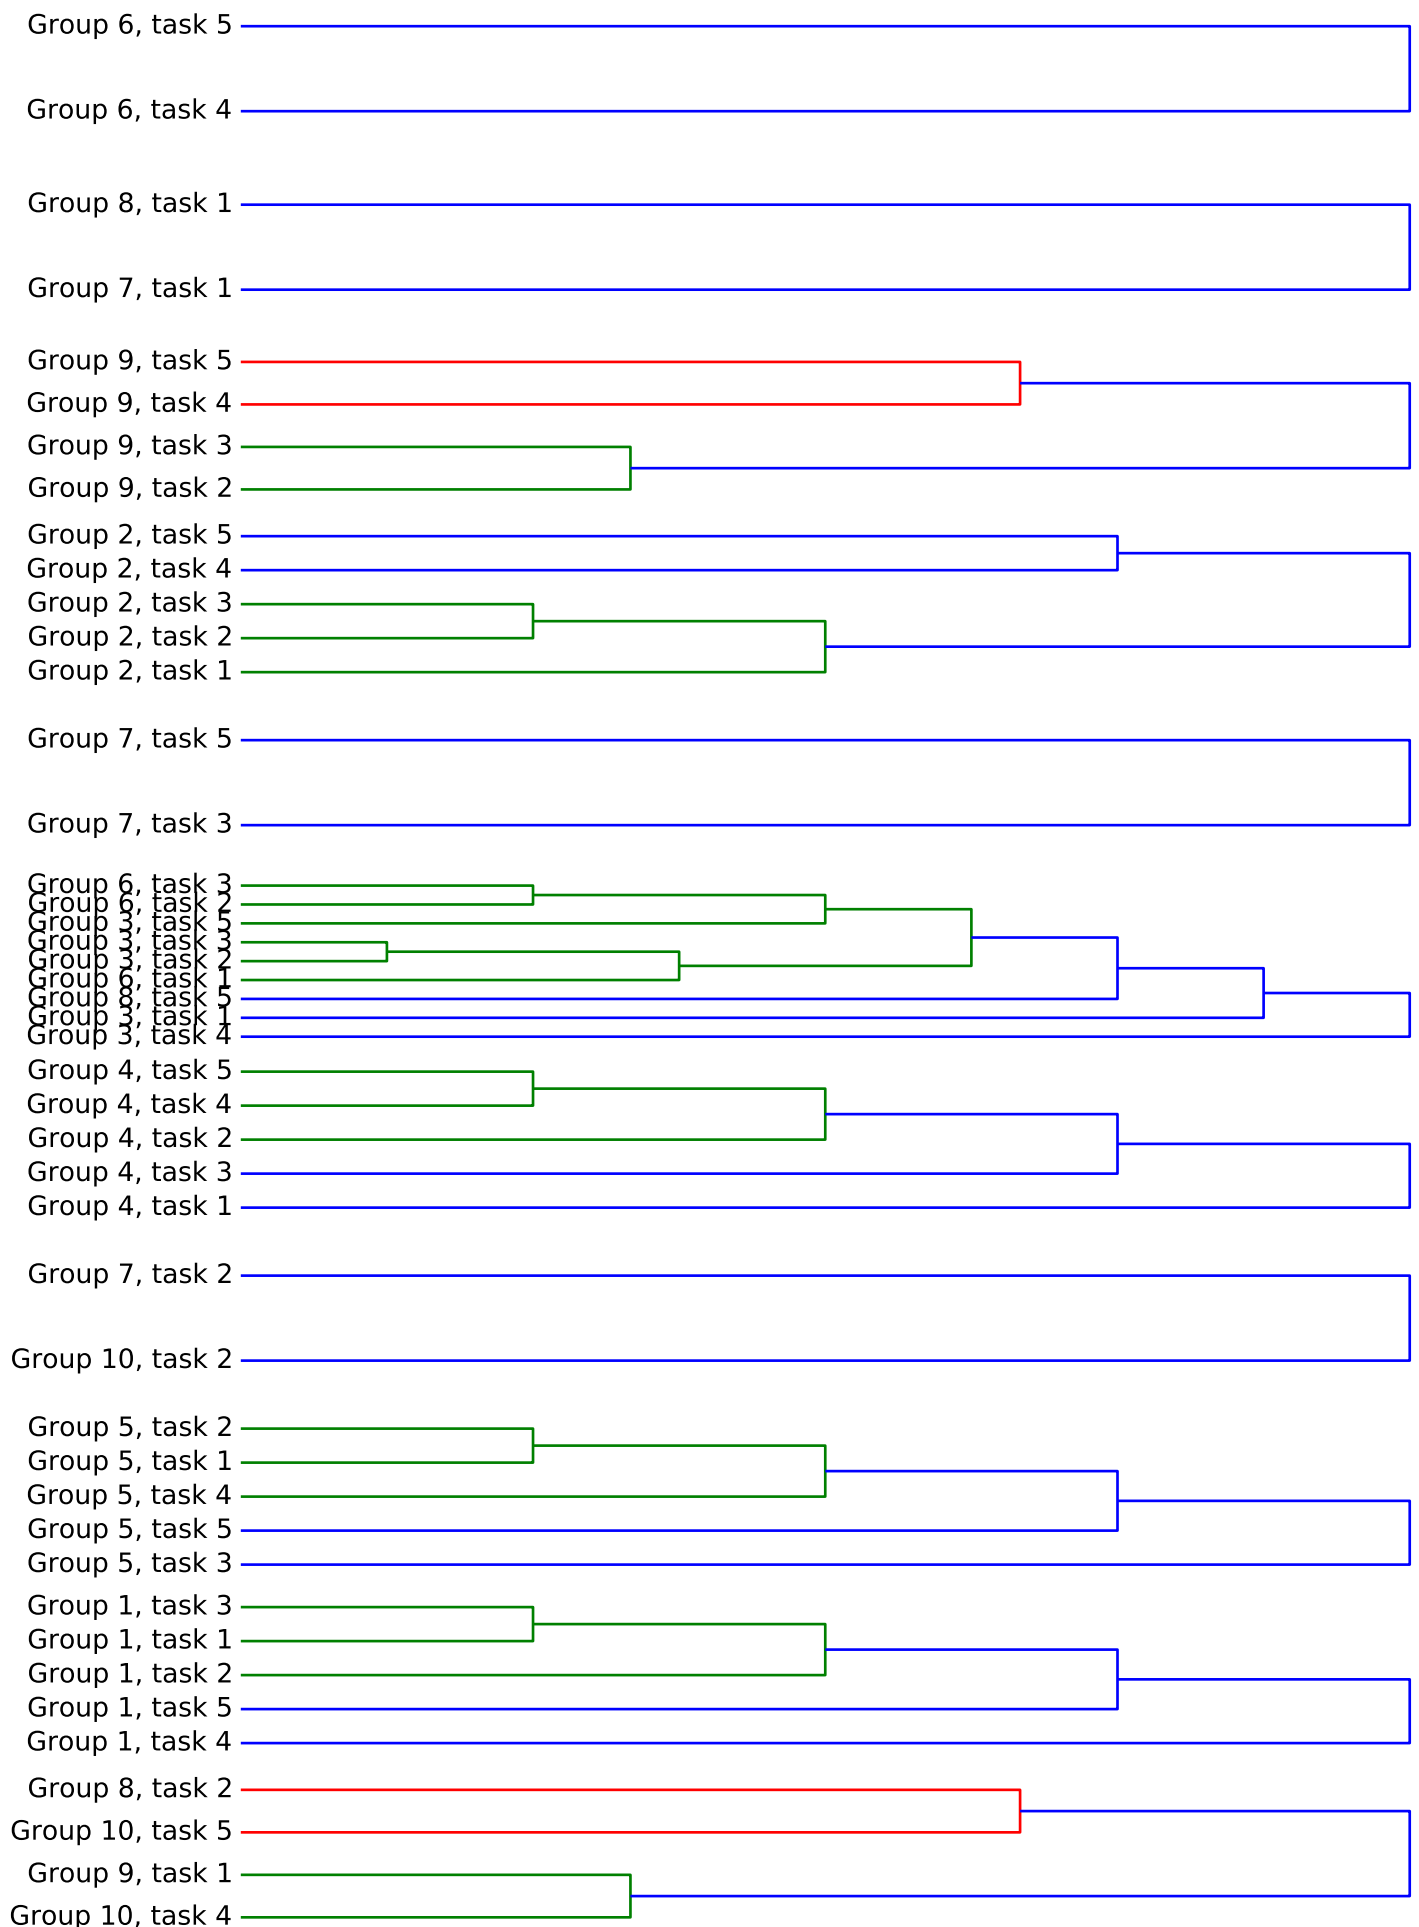 Group 6, task 5
Group 6, task 4
Group 8, task 1
Group 7, task 1
Group 9, task 5
Group 9, task 4
Group 9, task 3
Group 9, task 2
Group 2, task 5
Group 2, task 4
Group 2, task 3
Group 2, task 2
Group 2, task 1
Group 7, task 5
Group 7, task 3
Group 6, task 3
Group 6, task 2
Group 3, task 5
Group 3, task 3
Group 3, task 2
Group 6, task 1
Group 8, task 5
Group 3, task 1
Group 3, task 4
Group 4, task 5
Group 4, task 4
Group 4, task 2
Group 4, task 3
Group 4, task 1
Group 7, task 2
Group 10, task 2
Group 5, task 2
Group 5, task 1
Group 5, task 4
Group 5, task 5
Group 5, task 3
Group 1, task 3
Group 1, task 1
Group 1, task 2
Group 1, task 5
Group 1, task 4
Group 8, task 2
Group 10, task 5
Group 9, task 1
Group 10, task 4